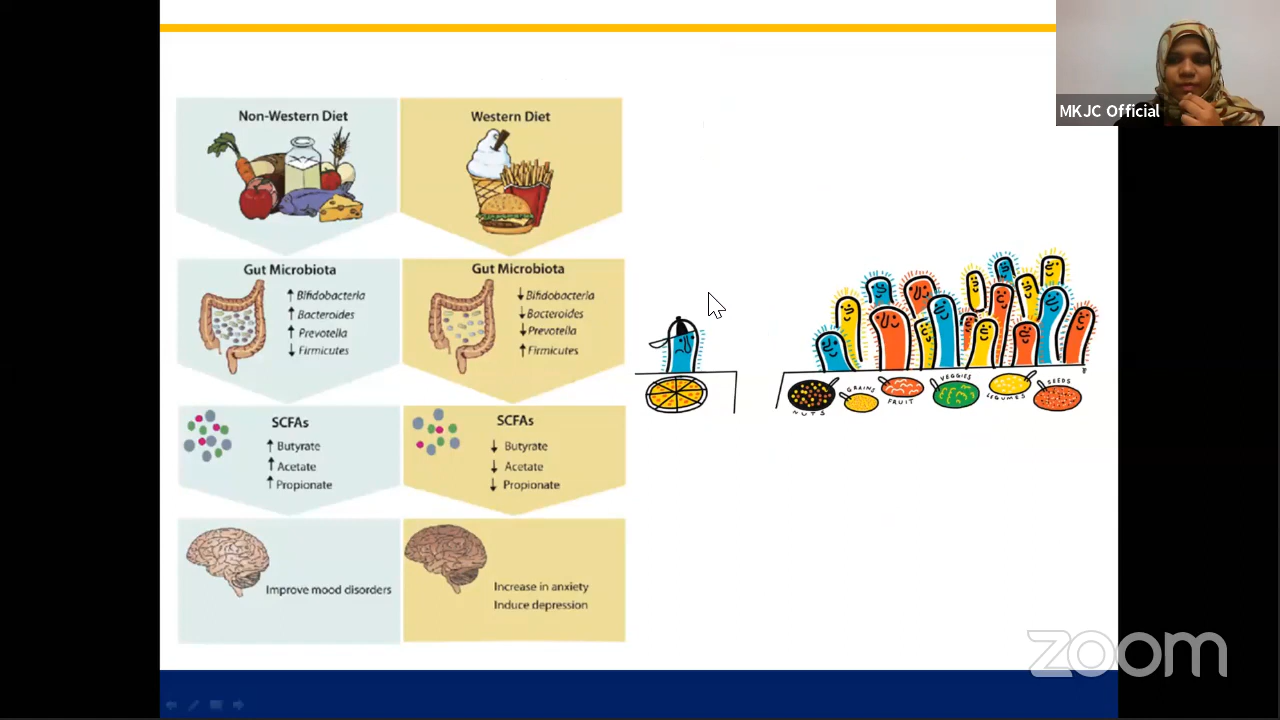 MKJC Official
Non-Western Diet
Western Diet
Gut Microbiota
↑ Bifidobacteria
↑ Bacteroides
↑ Prevotella
↓ Firmicutes
Gut Microbiota
↓ Bifidobacteria
↓ Bacteroides
↓ Prevotella
↑ Firmicutes
SCFAs
↑ Butyrate
↑ Acetate
↑ Propionate
SCFAs
↓ Butyrate
↓ Acetate
↓ Propionate
Improve mood disorders
Increase in anxiety
Induce depression
NUTS
GRAINS
FRUIT
VEGGIES
LEGUMES
SEEDS
zoom